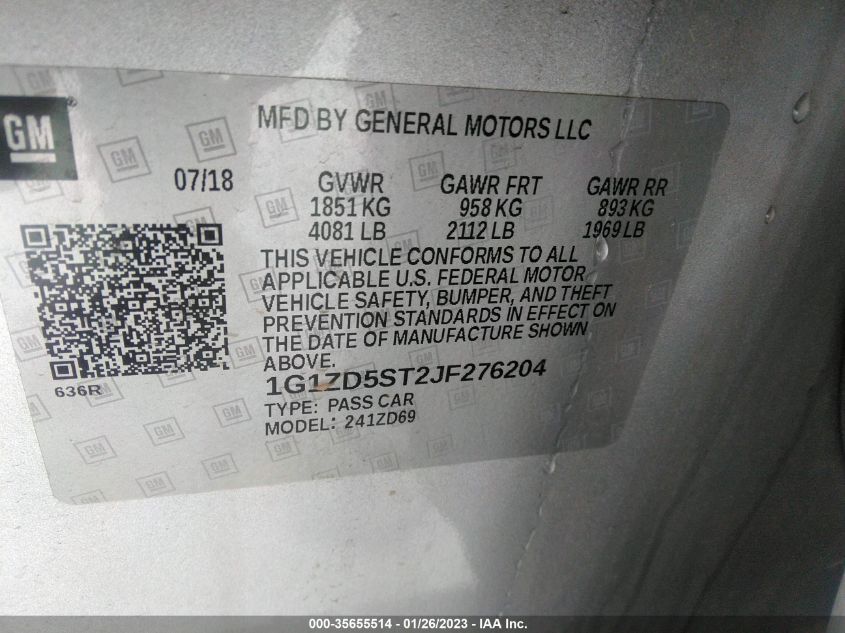 GM
MFD BY GENERAL MOTORS LLC
07/18 GVWR GAWR FRT GAWR RR
1851 KG 958 KG 893 KG
4081 LB 2112 LB 1969 LB
THIS VEHICLE CONFORMS TO ALL
APPLICABLE U.S. FEDERAL MOTOR
VEHICLE SAFETY, BUMPER, AND THEFT
PREVENTION STANDARDS IN EFFECT ON
THE DATE OF MANUFACTURE SHOWN
ABOVE.
636R
1G1ZD5ST2JF276204
TYPE: PASS CAR
MODEL: 241ZD69
000-35655514 - 01/26/2023 - IAA Inc.